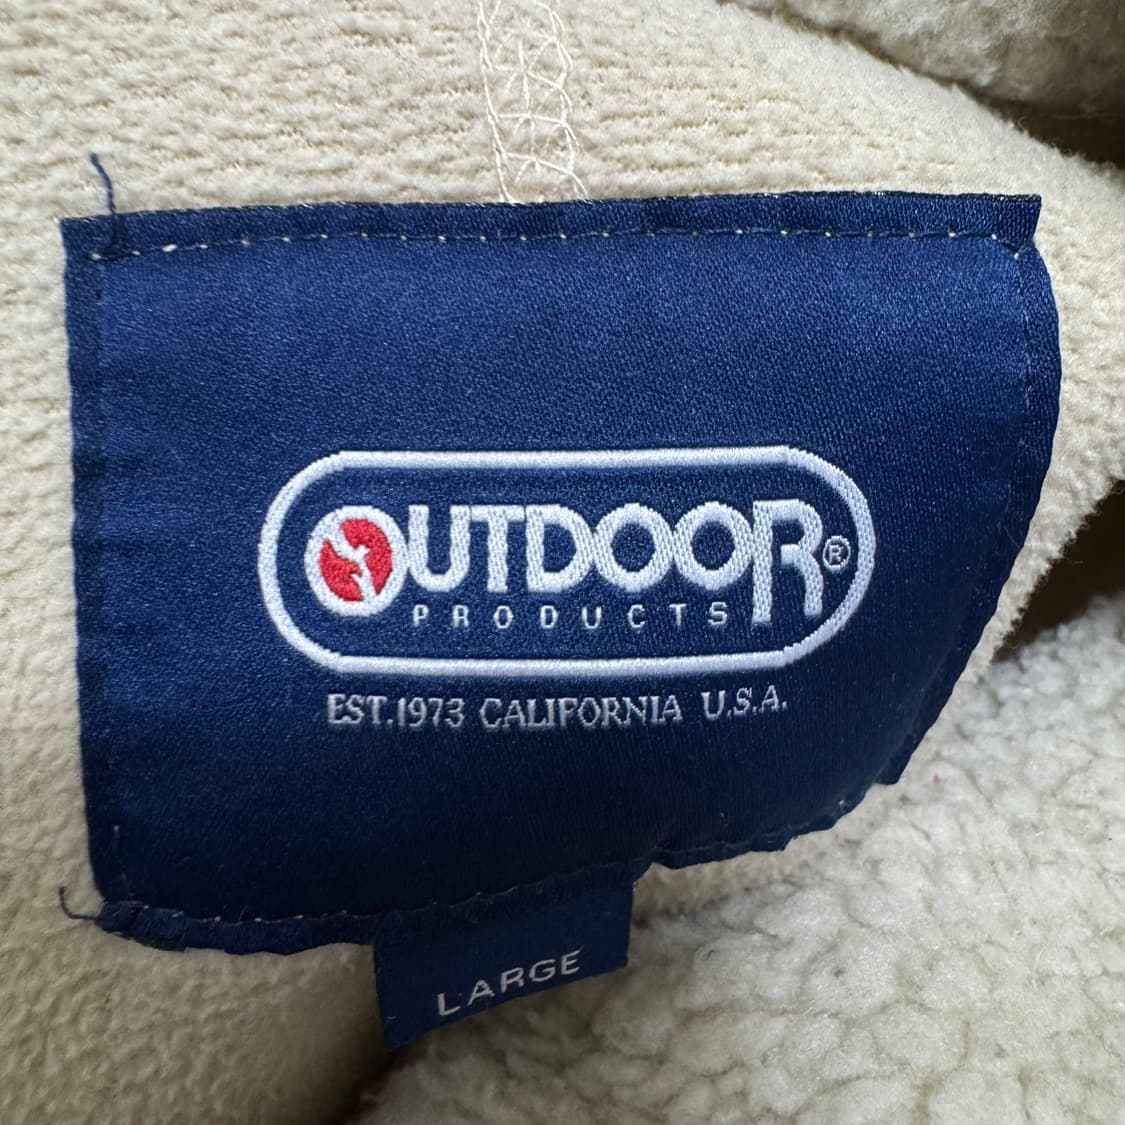 OUTDOOR®
PRODUCTS
EST.1973 CALIFORNIA U.S.A.
LARGE